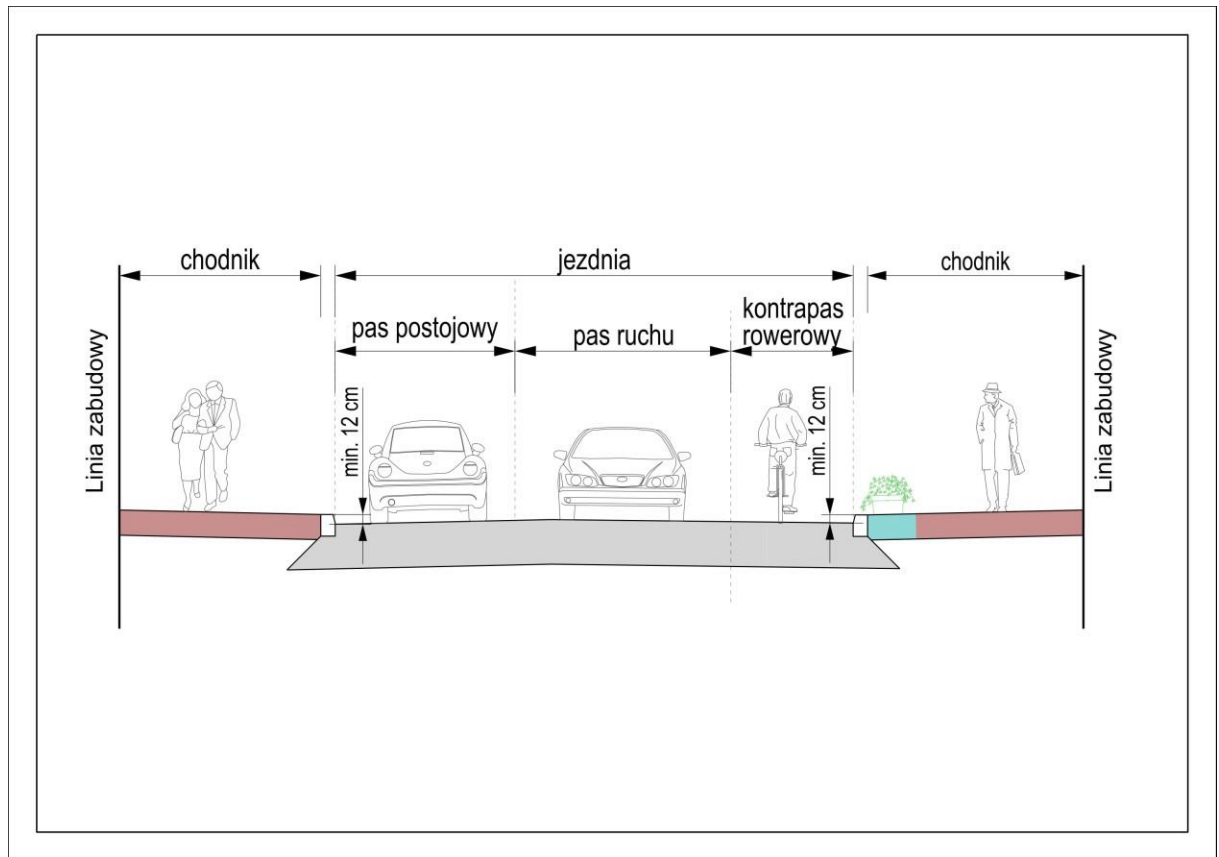 chodnik
jezdnia
chodnik
pas postojowy
pas ruchu
kontrapas
rowerowy
Linia zabudowy
min. 12 cm
min. 12 cm
Linia zabudowy